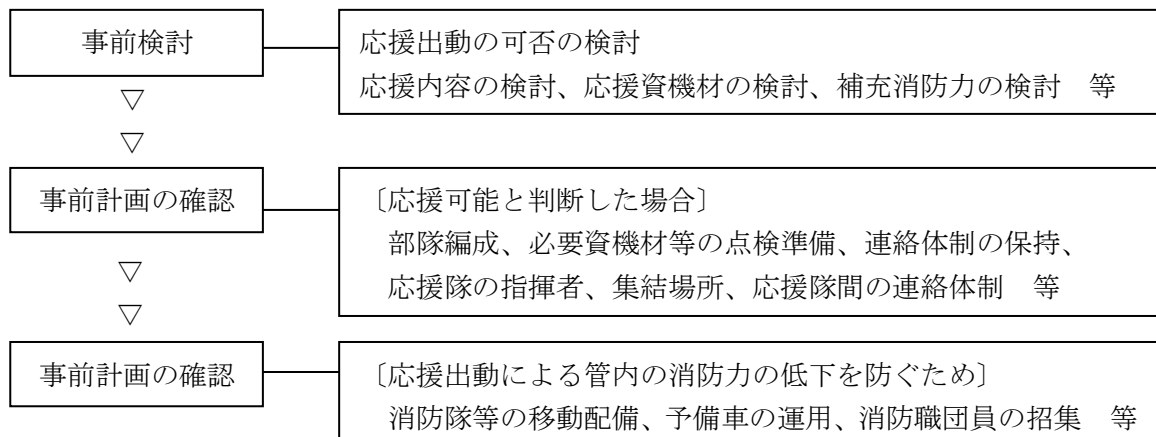 事前検討
応援出動の可否の検討
応援内容の検討、応援資機材の検討、補充消防力の検討　等
▽
▽
事前計画の確認
〔応援可能と判断した場合〕
部隊編成、必要資機材等の点検準備、連絡体制の保持、
応援隊の指揮者、集結場所、応援隊間の連絡体制　等
▽
▽
事前計画の確認
〔応援出動による管内の消防力の低下を防ぐため〕
消防隊等の移動配備、予備車の運用、消防職団員の招集　等